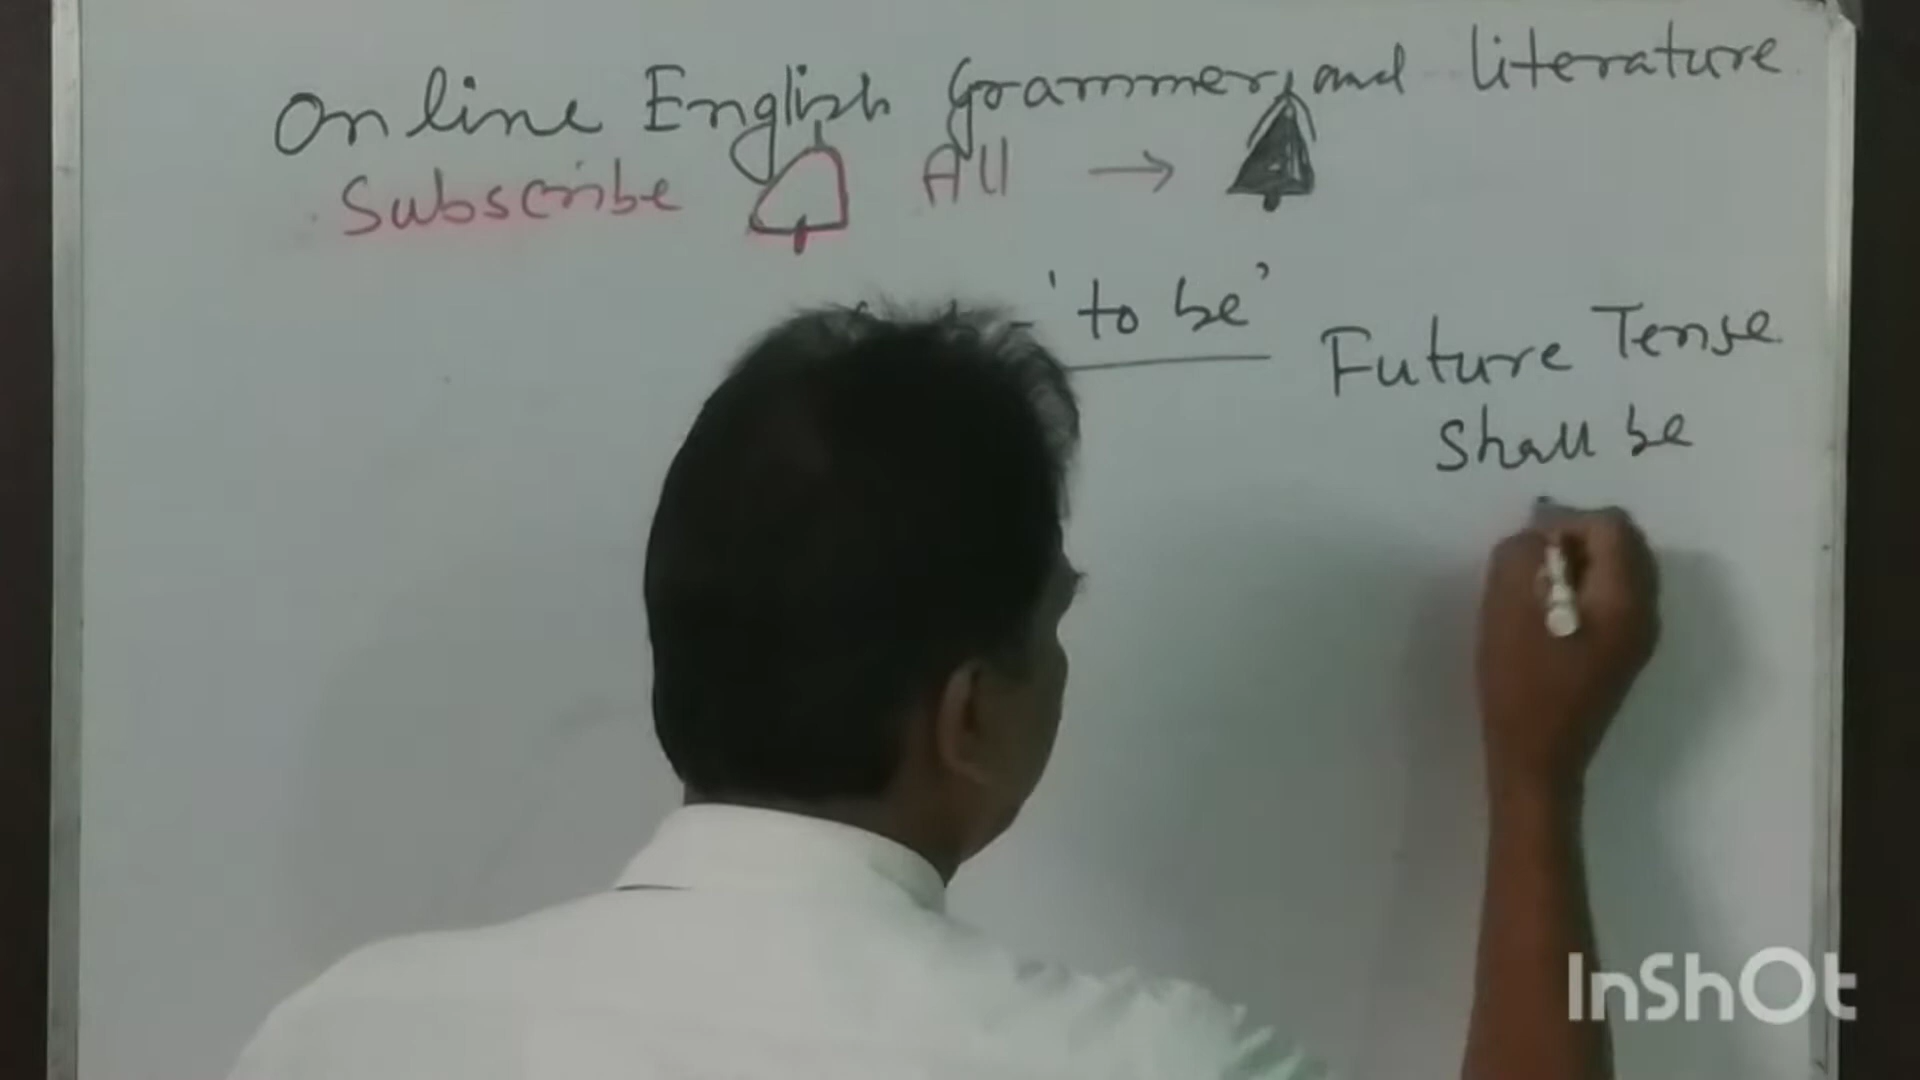 Online English Grammer and literature
Subscribe All →
'to be'
Future Tense
Shall be
InShOt